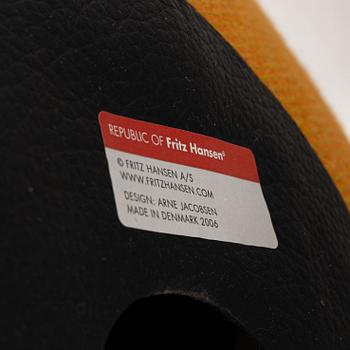 REPUBLIC OF Fritz Hansen®
© FRITZ HANSEN A/S
WWW.FRITZHANSEN.COM
DESIGN: ARNE JACOBSEN
MADE IN DENMARK 2006